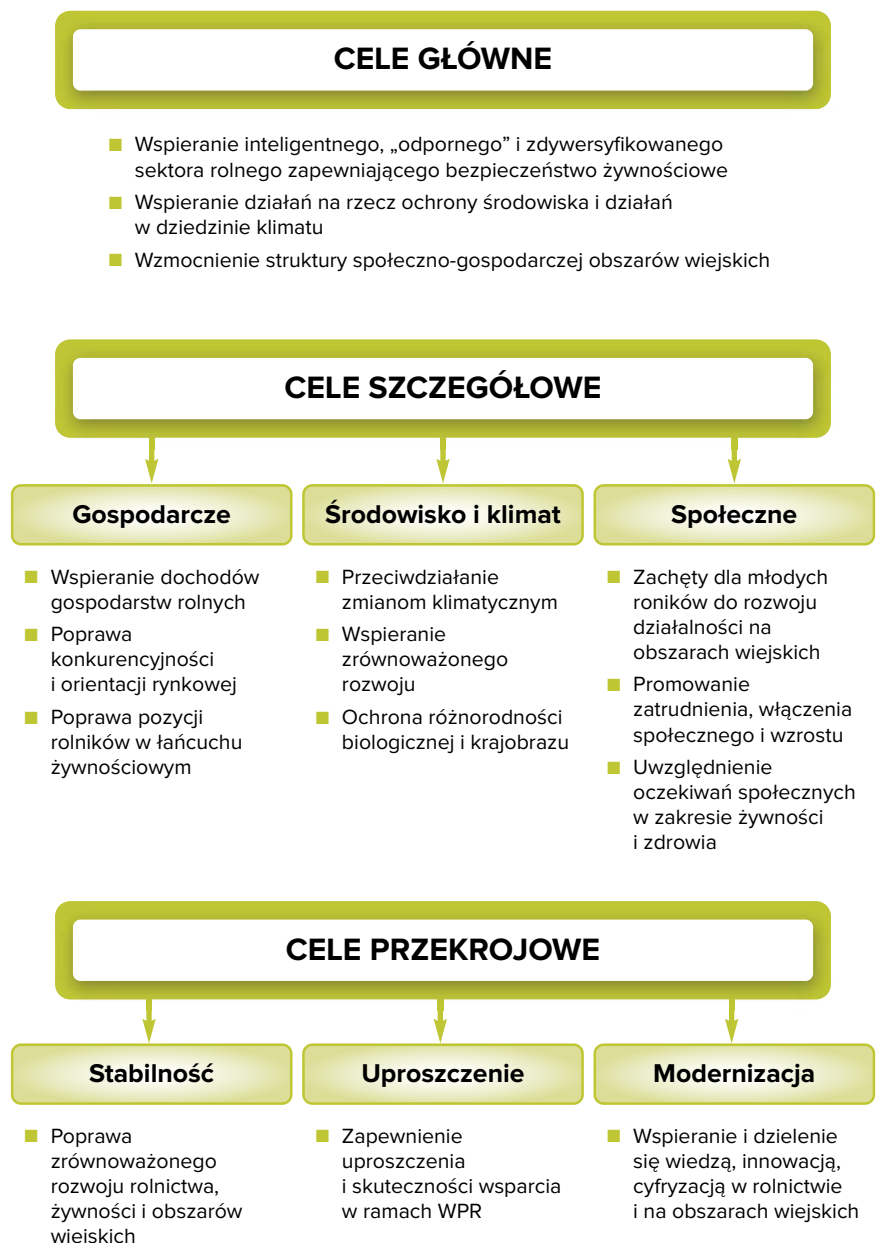 CELE GŁÓWNE
Wspieranie inteligentnego, „odpornego” i zdywersyfikowanego
sektora rolnego zapewniającego bezpieczeństwo żywnościowe
Wspieranie działań na rzecz ochrony środowiska i działań
w dziedzinie klimatu
Wzmocnienie struktury społeczno-gospodarczej obszarów wiejskich
CELE SZCZEGÓŁOWE
Gospodarcze
Wspieranie dochodów
gospodarstw rolnych
Poprawa
konkurencyjności
i orientacji rynkowej
Poprawa pozycji
rolników w łańcuchu
żywnościowym
Środowisko i klimat
Przeciwdziałanie
zmianom klimatycznym
Wspieranie
zrównoważonego
rozwoju
Ochrona różnorodności
biologicznej i krajobrazu
Społeczne
Zachęty dla młodych
roników do rozwoju
działalności na
obszarach wiejskich
Promowanie
zatrudnienia, włączenia
społecznego i wzrostu
Uwzględnienie
oczekiwań społecznych
w zakresie żywności
i zdrowia
CELE PRZEKROJOWE
Stabilność
Poprawa
zrównoważonego
rozwoju rolnictwa,
żywności i obszarów
wiejskich
Uproszczenie
Zapewnienie
uproszczenia
i skuteczności wsparcia
w ramach WPR
Modernizacja
Wspieranie i dzielenie
się wiedzą, innowacją,
cyfryzacją w rolnictwie
i na obszarach wiejskich